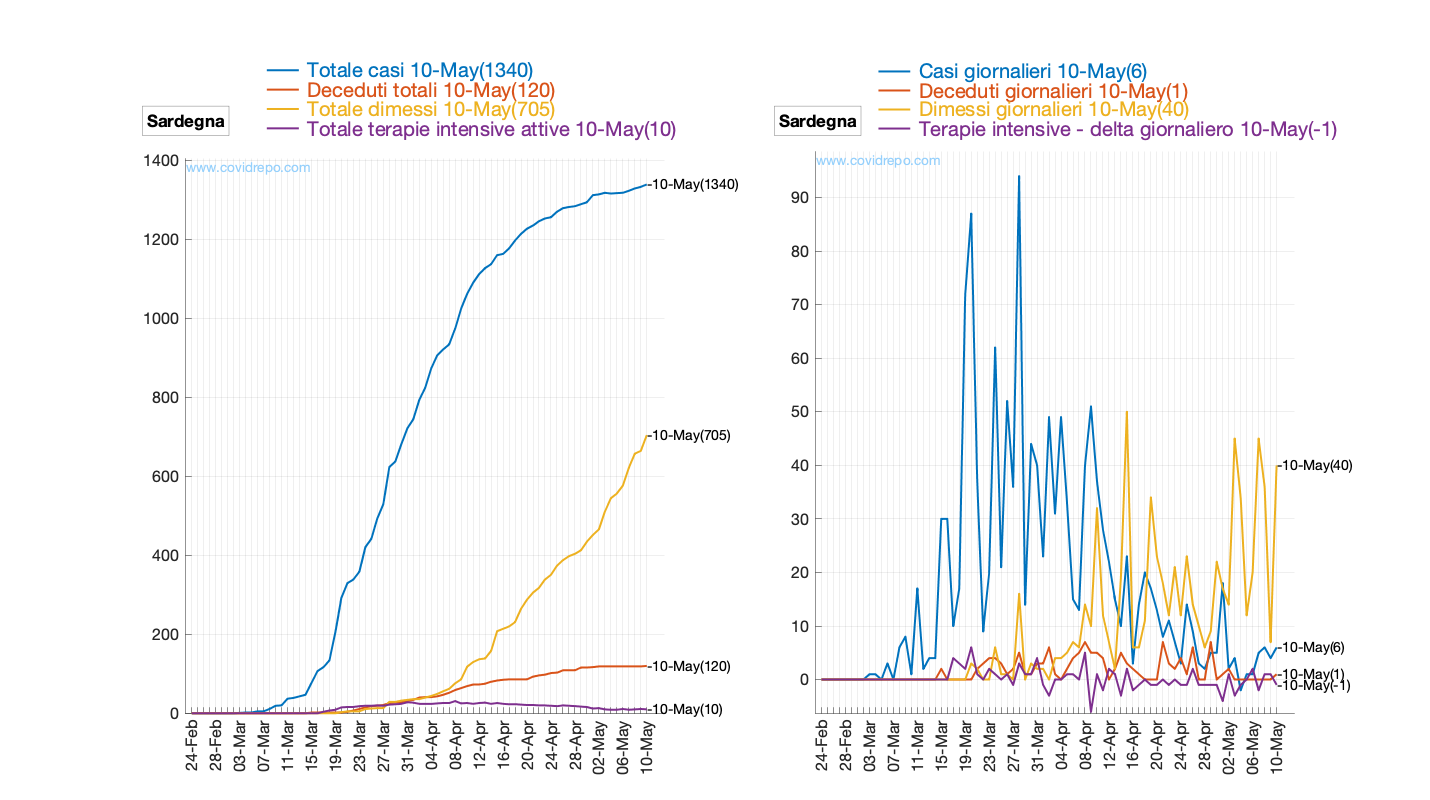 Totale casi 10-May(1340)
Deceduti totali 10-May(120)
Totale dimessi 10-May(705)
Totale terapie intensive attive 10-May(10)
Sardegna
www.covidrepo.com
1400
1200
1000
800
600
400
200
0
10-May(1340)
10-May(705)
10-May(120)
10-May(10)
24-Feb
28-Feb
03-Mar
07-Mar
11-Mar
15-Mar
19-Mar
23-Mar
27-Mar
31-Mar
04-Apr
08-Apr
12-Apr
16-Apr
20-Apr
24-Apr
28-Apr
02-May
06-May
10-May
Casi giornalieri 10-May(6)
Deceduti giornalieri 10-May(1)
Dimessi giornalieri 10-May(40)
Terapie intensive - delta giornaliero 10-May(-1)
Sardegna
www.covidrepo.com
90
80
70
60
50
40
30
20
10
0
10-May(40)
10-May(6)
10-May(1)
10-May(-1)
24-Feb
28-Feb
03-Mar
07-Mar
11-Mar
15-Mar
19-Mar
23-Mar
27-Mar
31-Mar
04-Apr
08-Apr
12-Apr
16-Apr
20-Apr
24-Apr
28-Apr
02-May
06-May
10-May